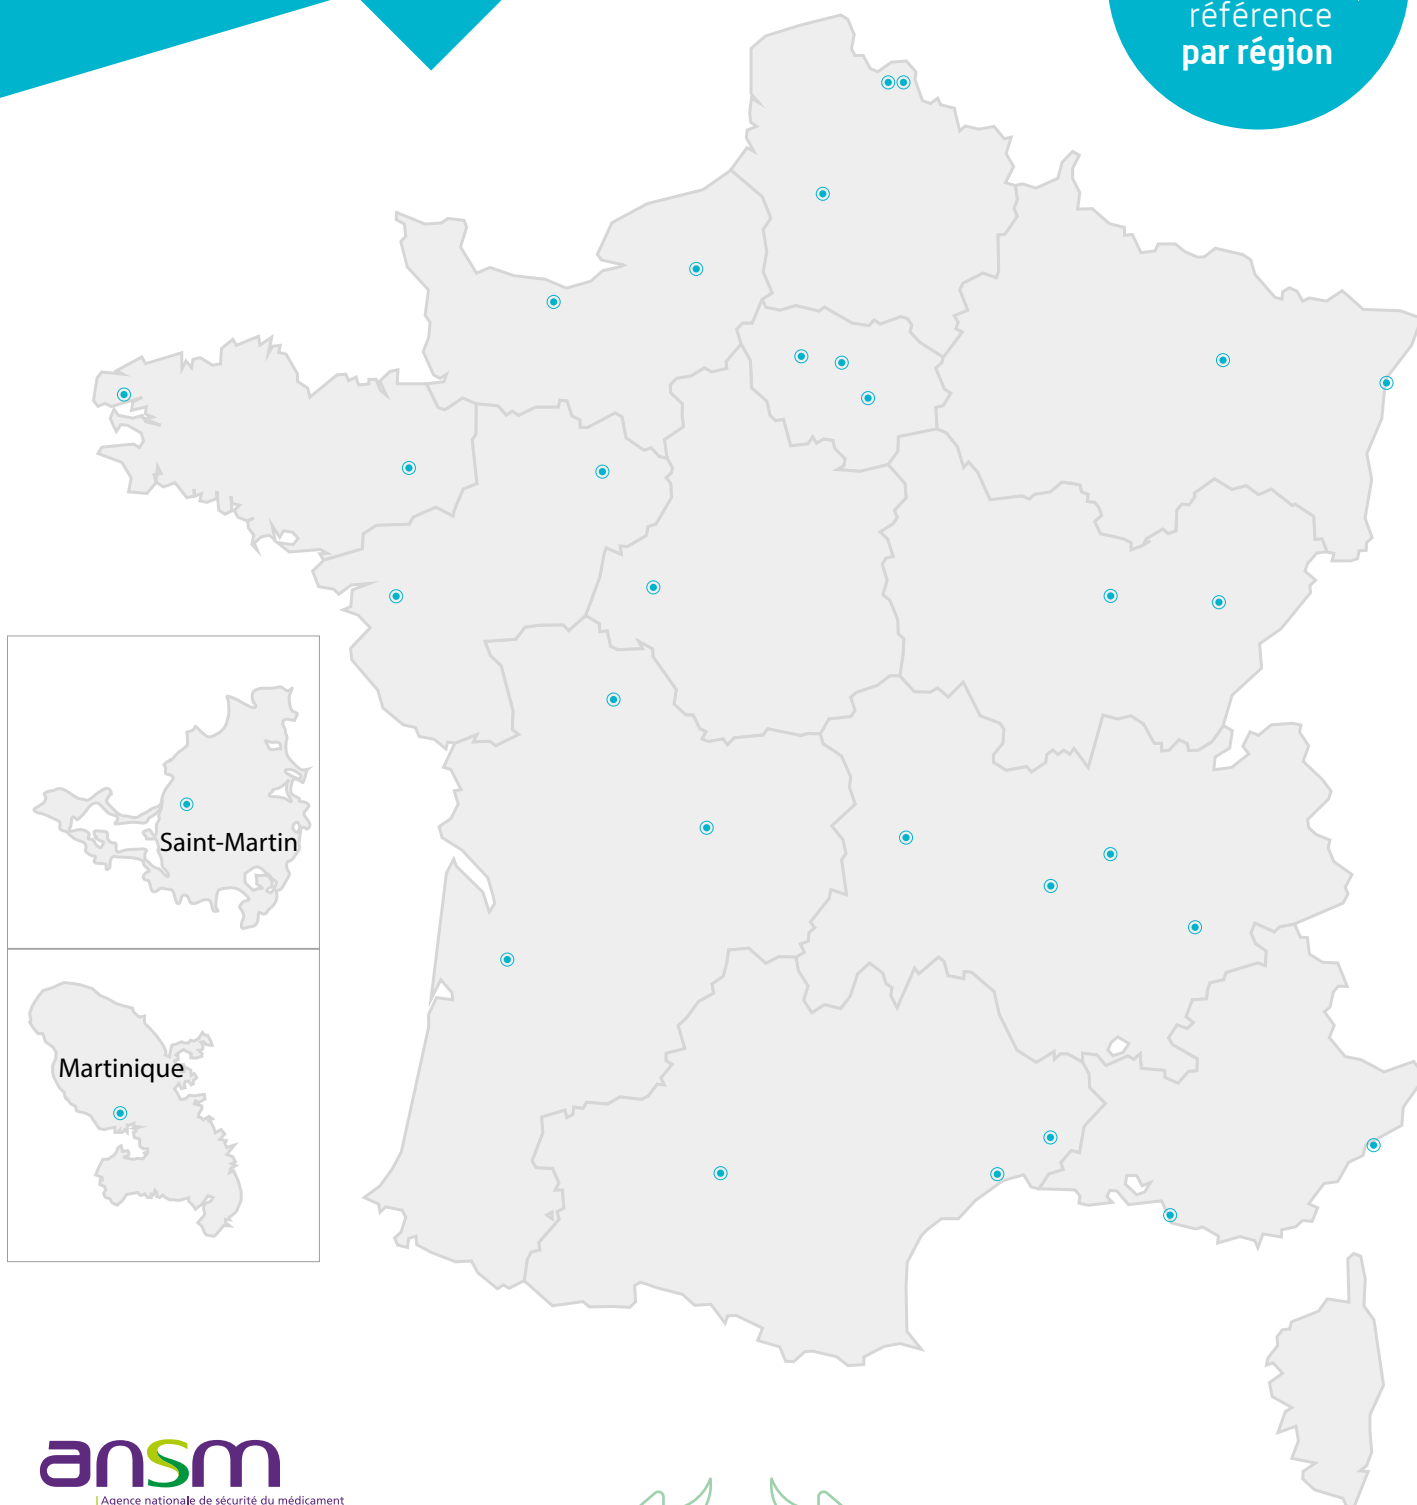 référence
par région
Saint-Martin
Martinique
ansm
Agence nationale de sécurité du médicament